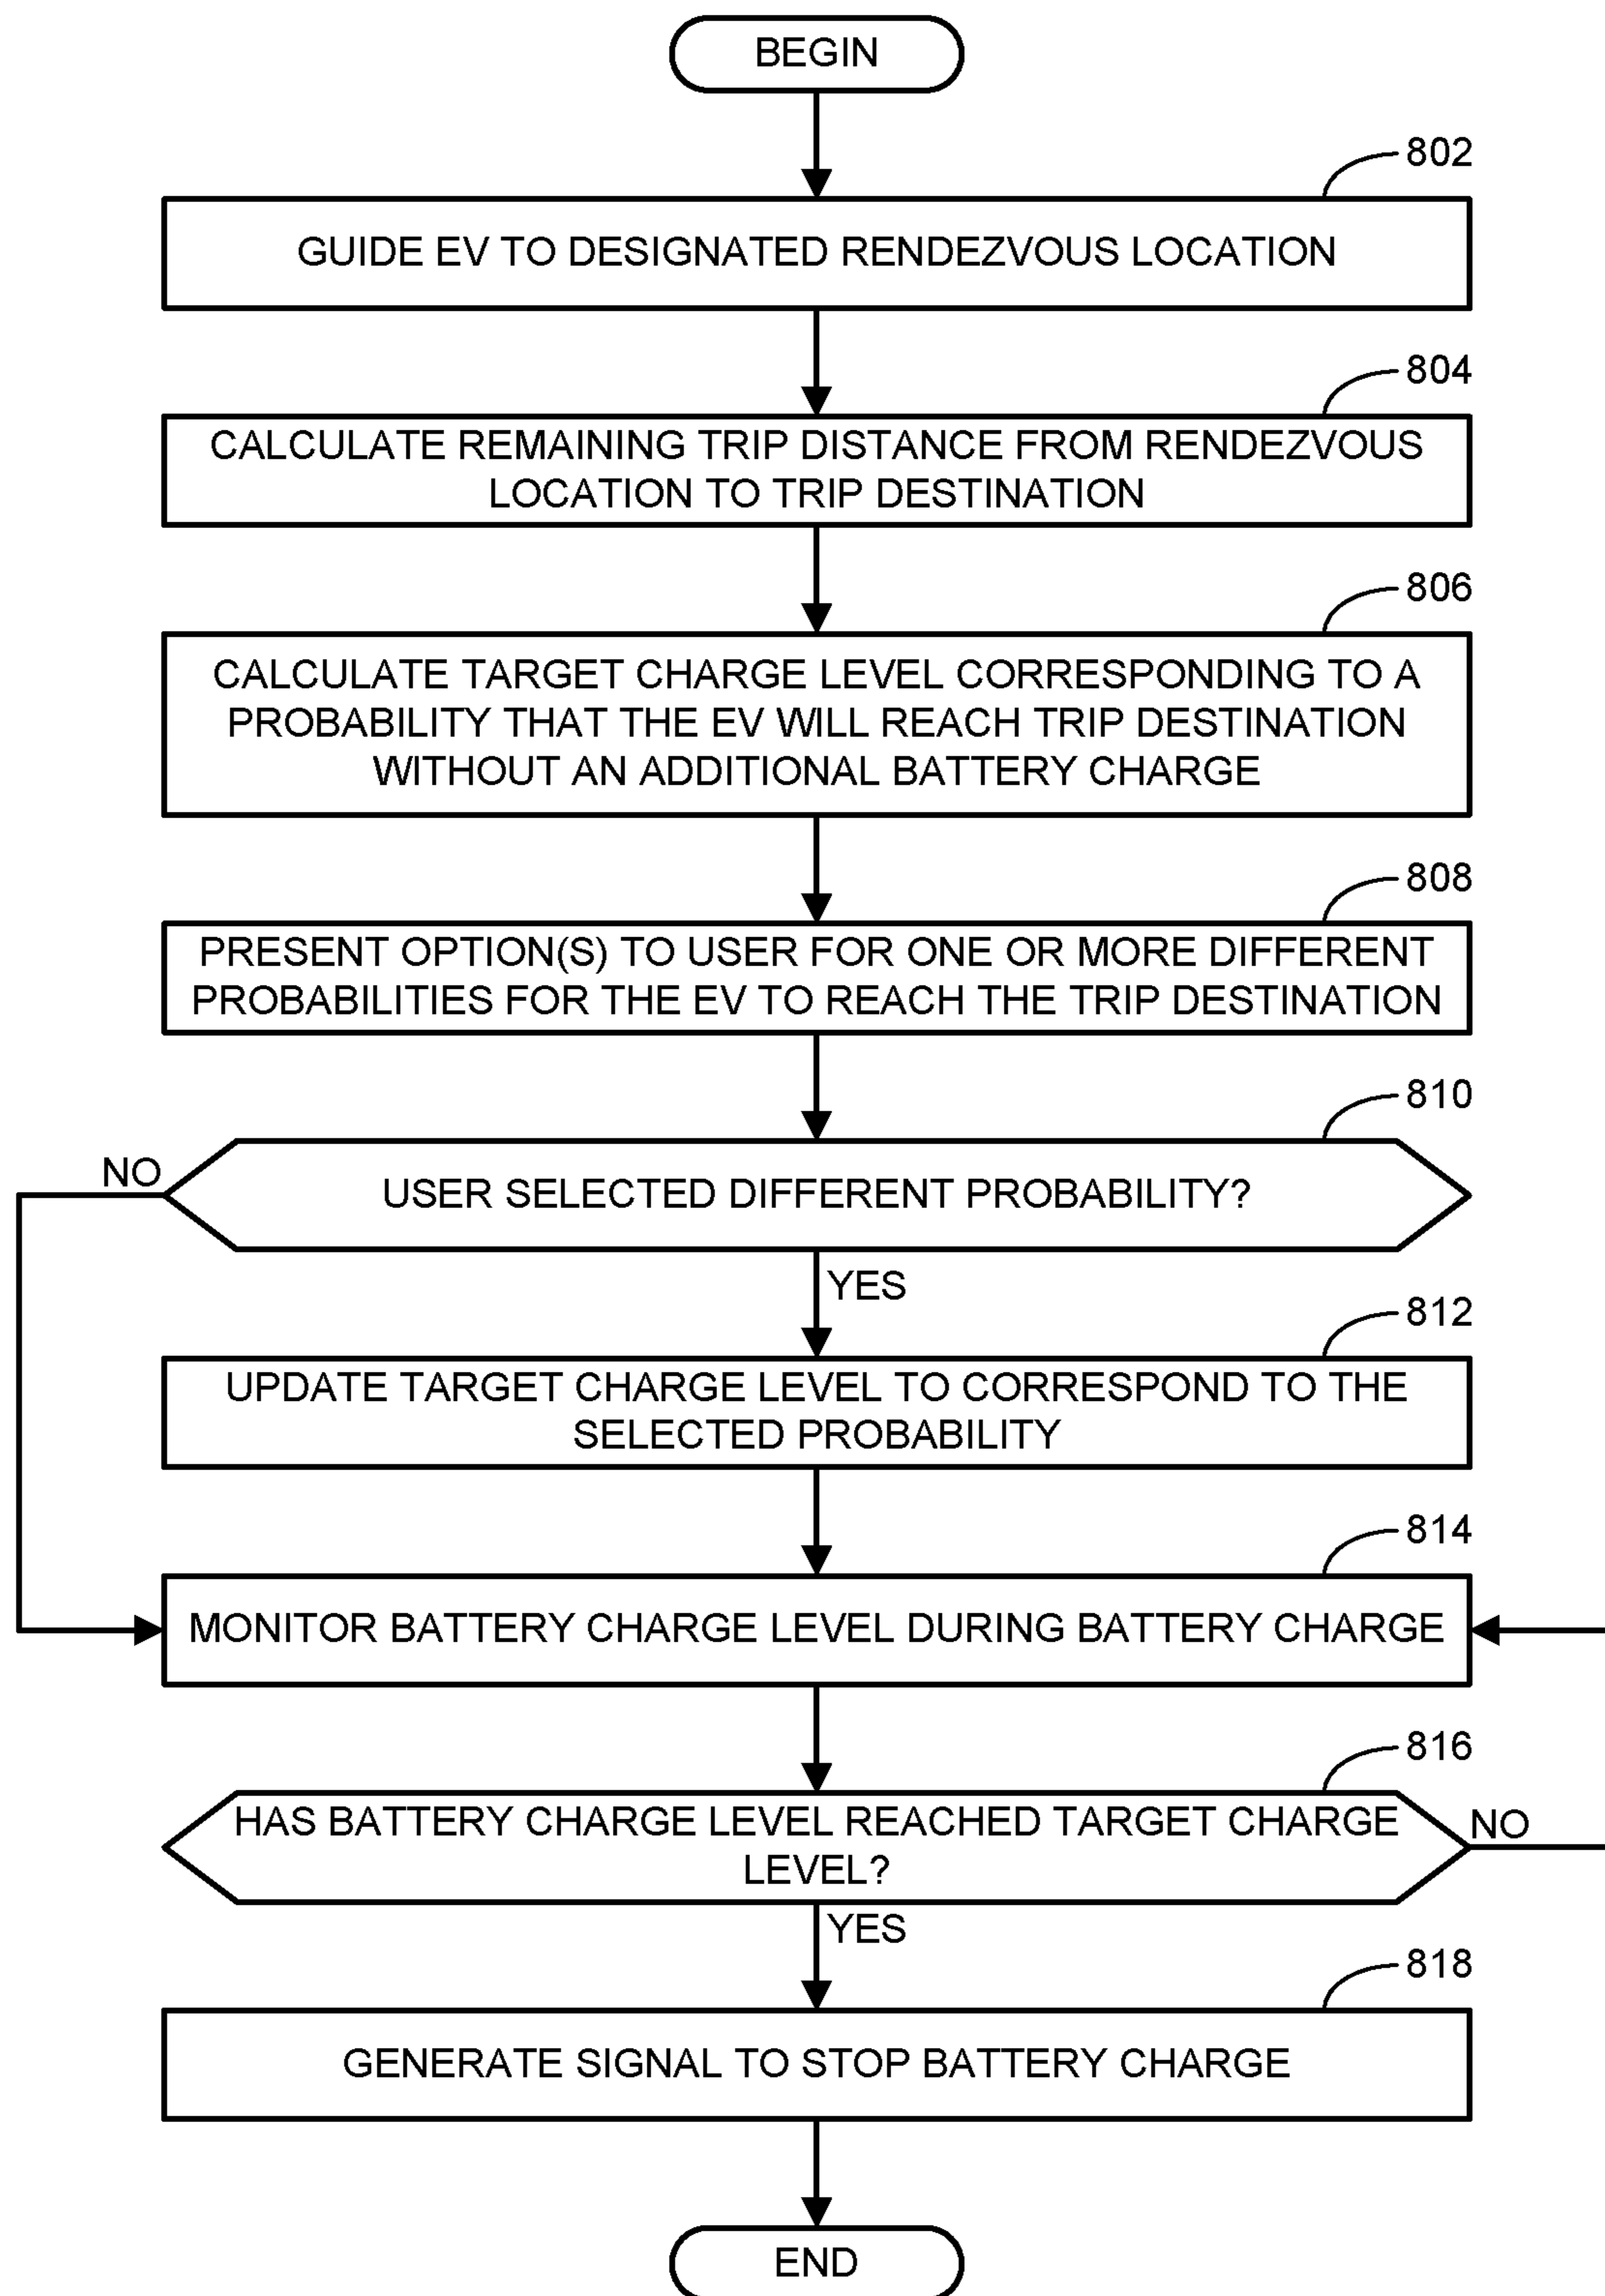 BEGIN
802
GUIDE EV TO DESIGNATED RENDEZVOUS LOCATION
804
CALCULATE REMAINING TRIP DISTANCE FROM RENDEZVOUS
LOCATION TO TRIP DESTINATION
806
CALCULATE TARGET CHARGE LEVEL CORRESPONDING TO A
PROBABILITY THAT THE EV WILL REACH TRIP DESTINATION
WITHOUT AN ADDITIONAL BATTERY CHARGE
808
PRESENT OPTION(S) TO USER FOR ONE OR MORE DIFFERENT
PROBABILITIES FOR THE EV TO REACH THE TRIP DESTINATION
810
NO
USER SELECTED DIFFERENT PROBABILITY?
YES
812
UPDATE TARGET CHARGE LEVEL TO CORRESPOND TO THE
SELECTED PROBABILITY
814
MONITOR BATTERY CHARGE LEVEL DURING BATTERY CHARGE
816
HAS BATTERY CHARGE LEVEL REACHED TARGET CHARGE
LEVEL?
NO
YES
818
GENERATE SIGNAL TO STOP BATTERY CHARGE
END